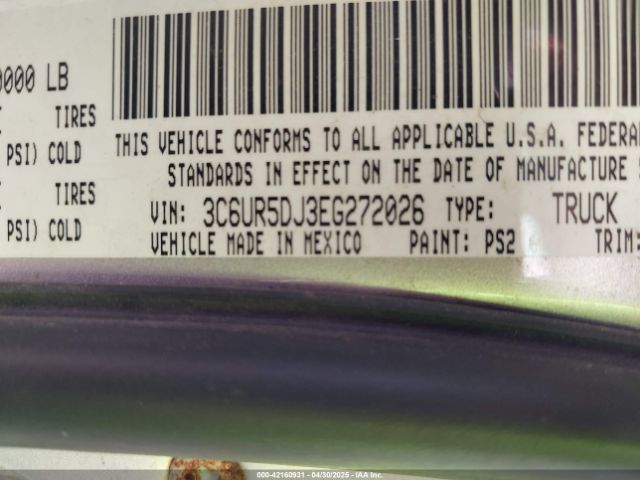 0000 LB
TIRES
PSI) COLD
TIRES
PSI) COLD
THIS VEHICLE CONFORMS TO ALL APPLICABLE U.S.A. FEDERAL
STANDARDS IN EFFECT ON THE DATE OF MANUFACTURE
VIN: 3C6UR5DJ3EG272026 TYPE: TRUCK
VEHICLE MADE IN MEXICO PAINT: PS2 TRIM:
000-42160931 - 04/30/2025 - IAA Inc.